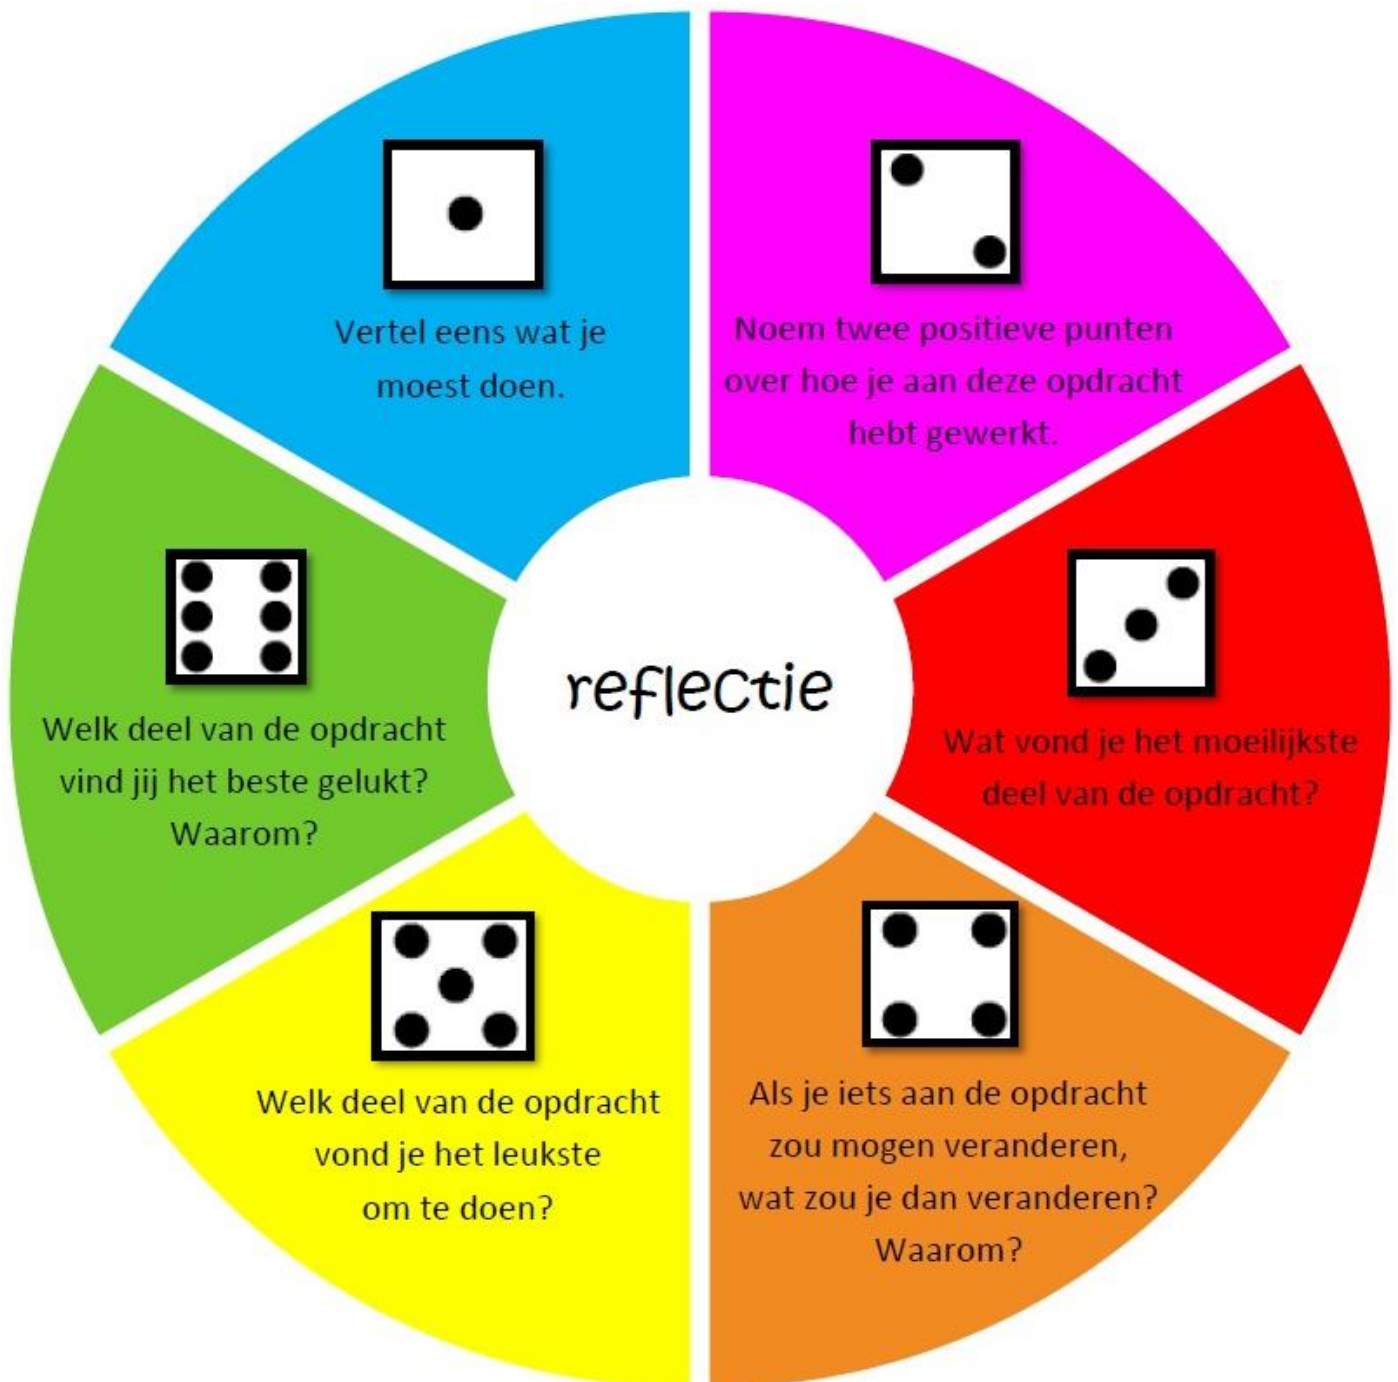 Vertel eens wat je
moest doen.
Noem twee positieve punten
over hoe je aan deze opdracht
hebt gewerkt.
Wat vond je het moeilijkste
deel van de opdracht?
Als je iets aan de opdracht
zou mogen veranderen,
wat zou je dan veranderen?
Waarom?
Welk deel van de opdracht
vond je het leukste
om te doen?
Welk deel van de opdracht
vind jij het beste gelukt?
Waarom?
reflectie